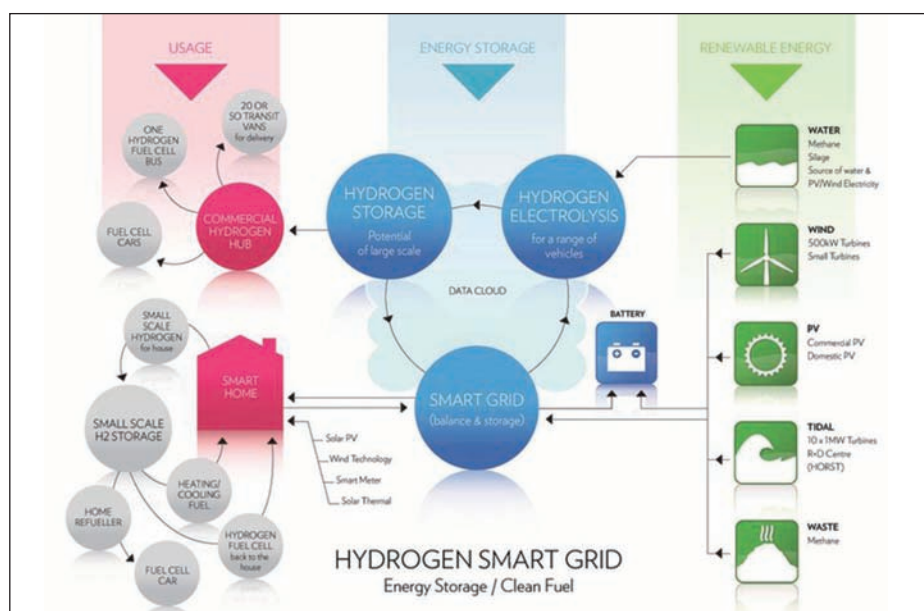 USAGE
ENERGY STORAGE
RENEWABLE ENERGY
20 OR
SO TRANSIT
VANS
for delivery
ONE
HYDROGEN
FUEL CELL
BUS
FUEL CELL
CARS
COMMERCIAL
HYDROGEN
HUB
HYDROGEN
STORAGE
Potential
of large scale
HYDROGEN
ELECTROLYSIS
for a range of
vehicles
WATER
Methane
Silage
Source of water &
PV/Wind Electricity
WIND
500kW Turbines
Small Turbines
DATA CLOUD
SMALL
SCALE
HYDROGEN
for house
SMART
HOME
BATTERY
PV
Commercial PV
Domestic PV
SMART GRID
(balance & storage)
SMALL SCALE
H2 STORAGE
Solar PV
Wind Technology
Smart Meter
Solar Thermal
TIDAL
10 x 1MW Turbines
R+D Centre
(HORST)
HEATING/
COOLING
FUEL
HOME
REFUELLER
HYDROGEN
FUEL CELL
back to the
house
FUEL CELL
CAR
WASTE
Methane
HYDROGEN SMART GRID
Energy Storage / Clean Fuel